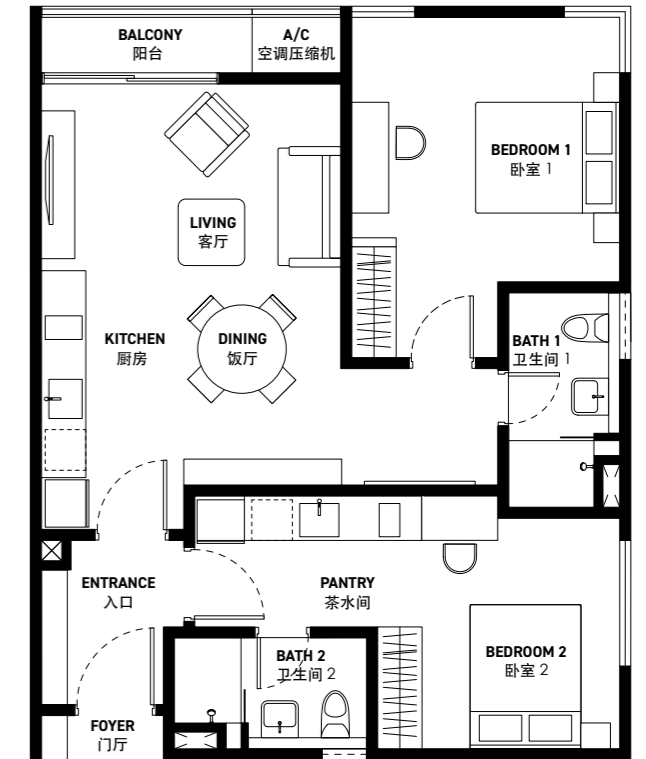 BALCONY
阳台
A/C
空调压缩机
BEDROOM 1
卧室 1
LIVING
客厅
KITCHEN
厨房
DINING
饭厅
BATH 1
卫生间 1
ENTRANCE
入口
PANTRY
茶水间
BATH 2
卫生间 2
BEDROOM 2
卧室 2
FOYER
门厅